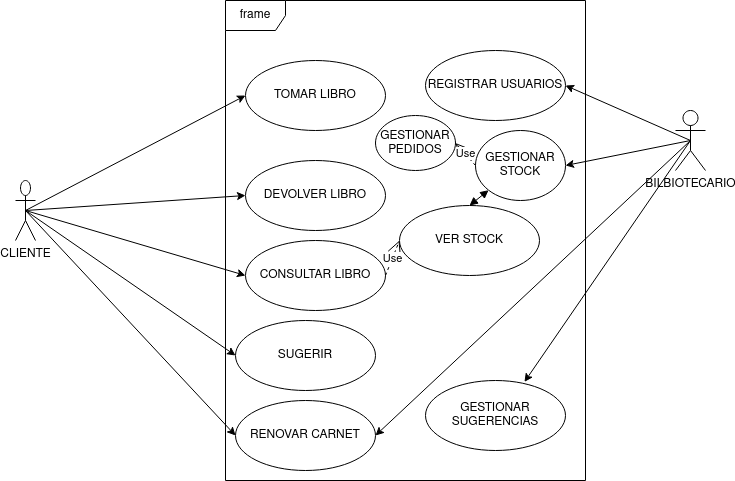 frame
TOMAR LIBRO
REGISTRAR USUARIOS
GESTIONAR
PEDIDOS
Use
GESTIONAR
STOCK
BILBIOTECARIO
DEVOLVER LIBRO
CLIENTE
VER STOCK
Use
CONSULTAR LIBRO
SUGERIR
GESTIONAR
SUGERENCIAS
RENOVAR CARNET